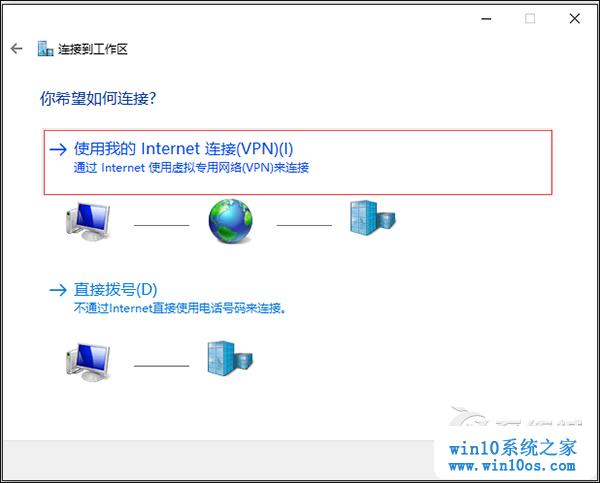 连接到工作区
你希望如何连接?
使用我的 Internet 连接(VPN)(I)
通过 Internet 使用虚拟专用网络(VPN)来连接
直接拨号(D)
不通过Internet直接使用电话号码来连接。
win10系统之家
www.win10os.com